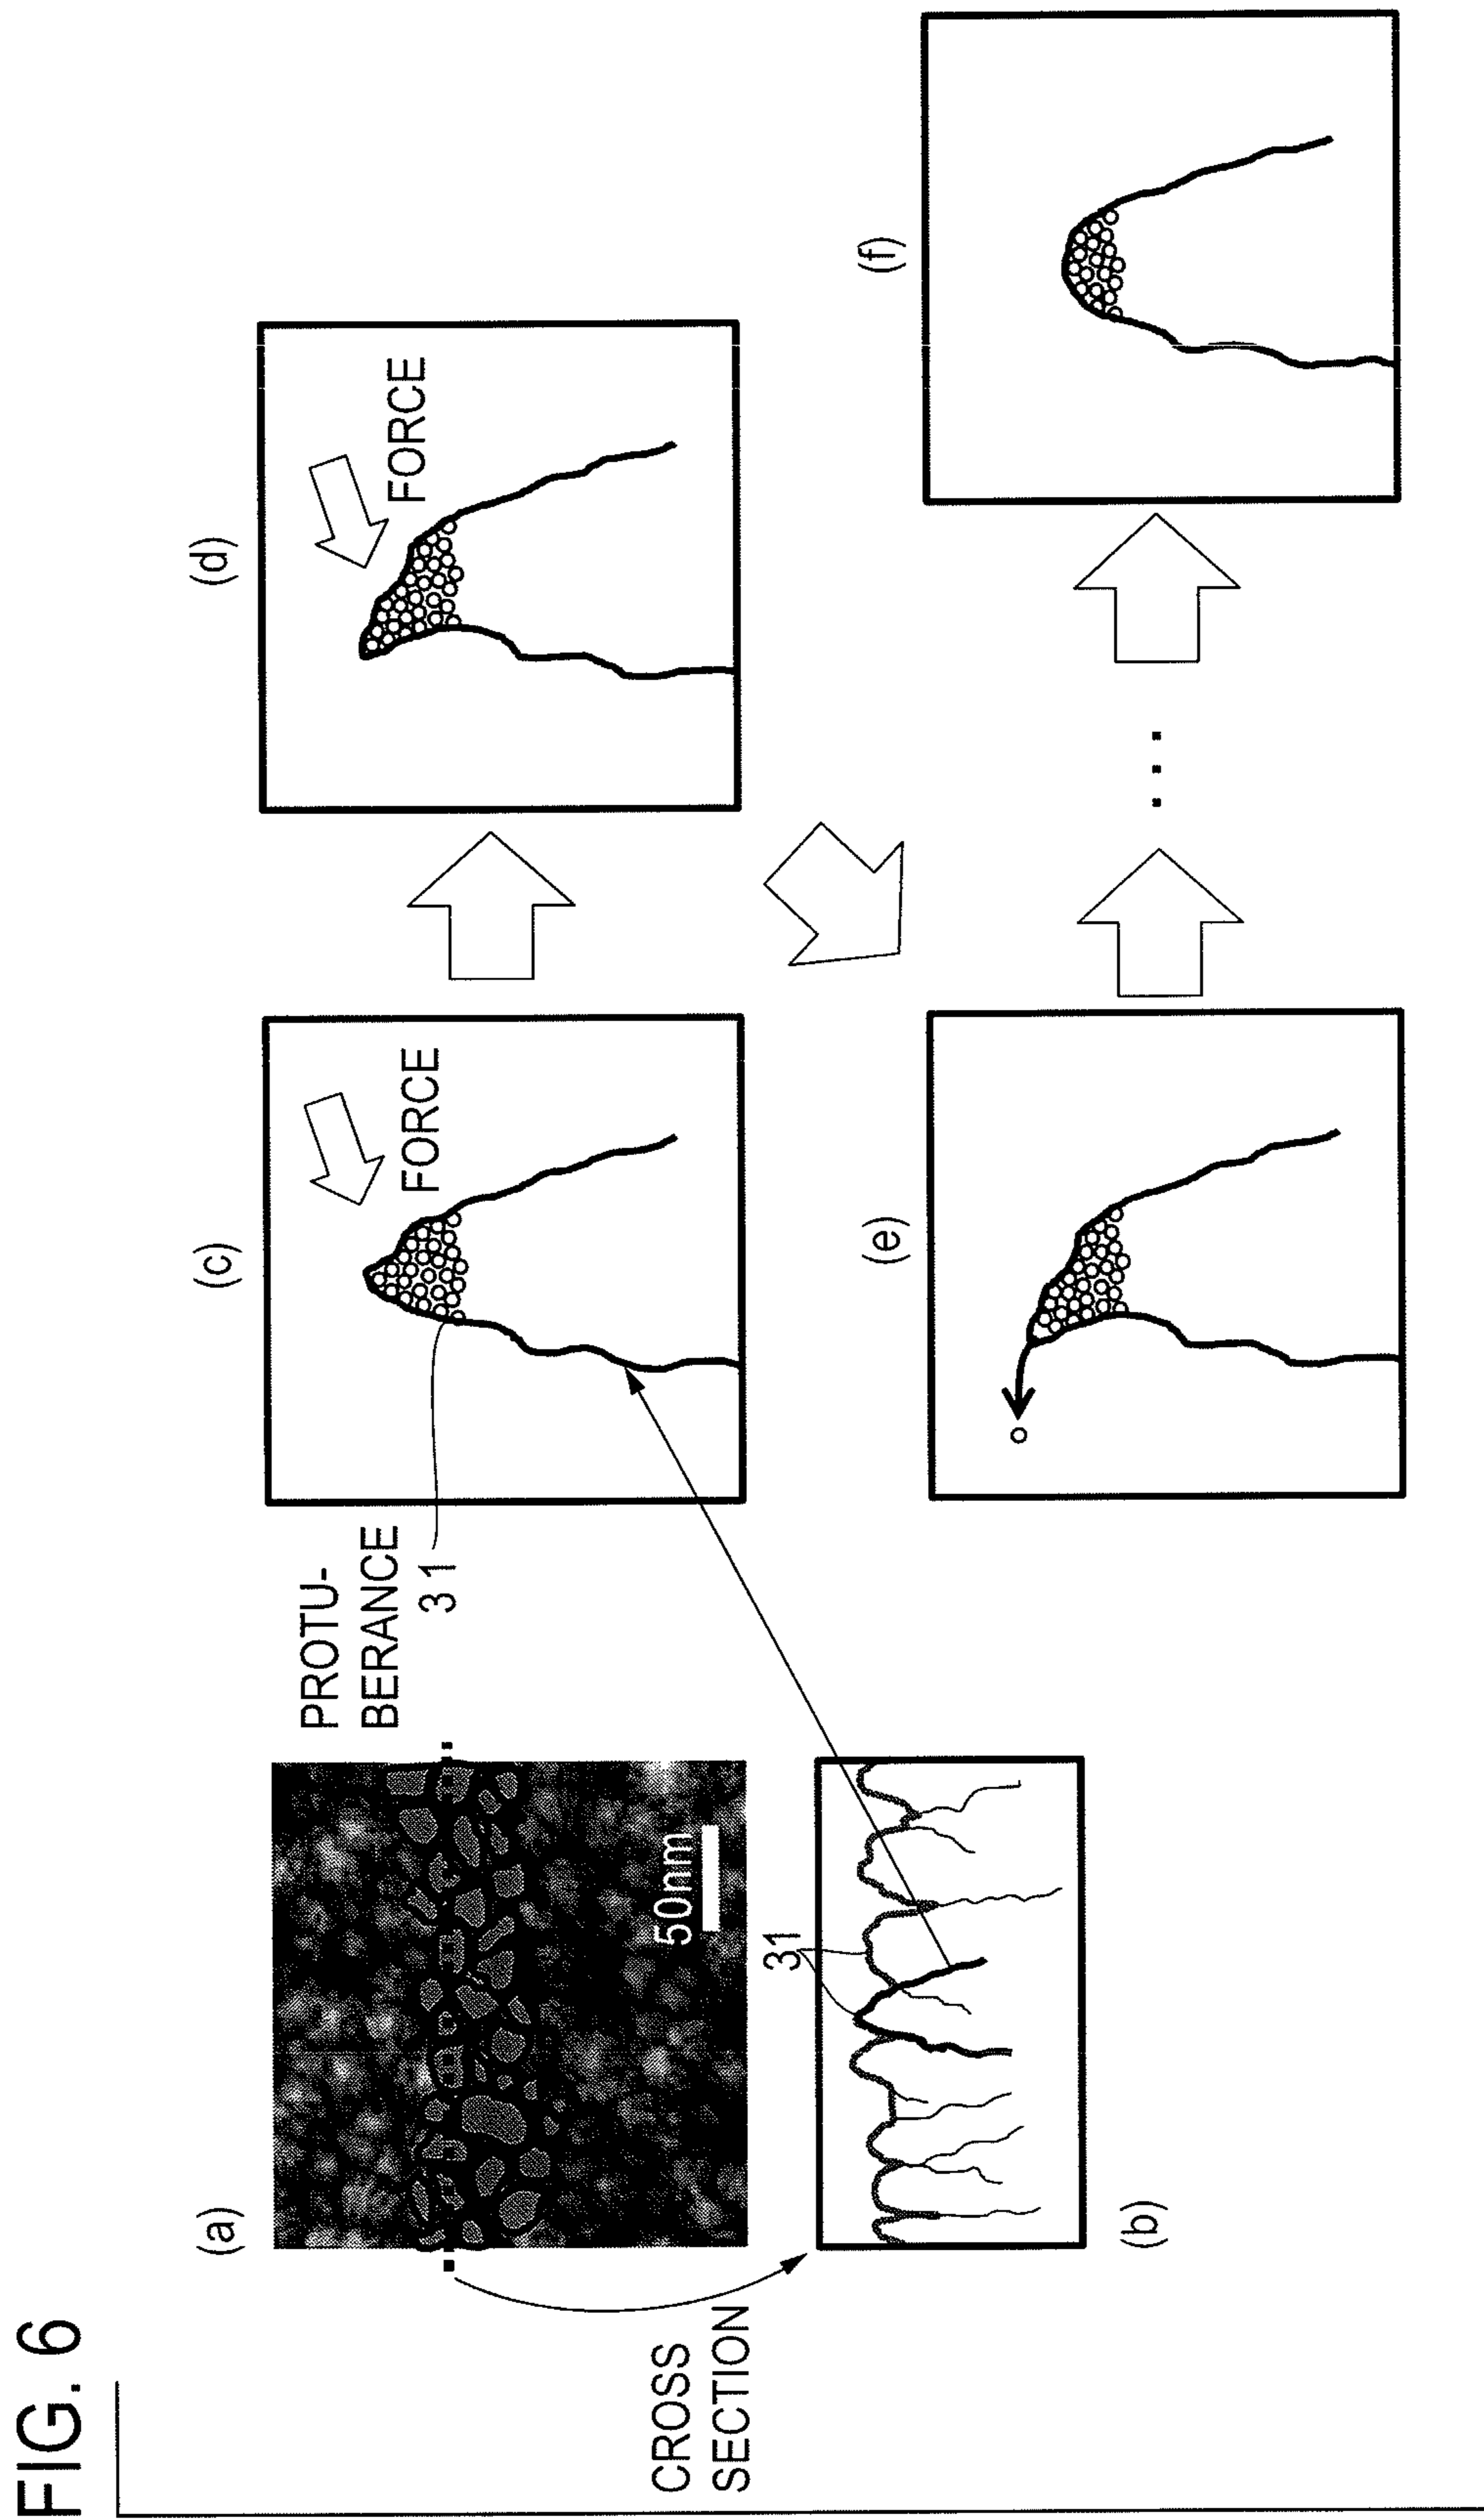 FIG. 6
(a)
50nm
CROSS
SECTION
31
(b)
PROTU-
BERANCE
31
(c)
FORCE
(d)
FORCE
(e)
(f)